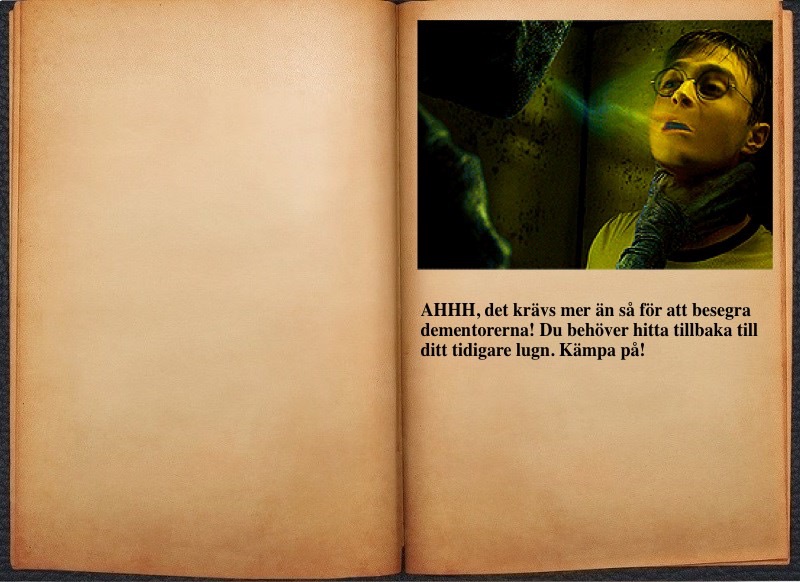 AHHH, det krävs mer än så för att besegra
dementorerna! Du behöver hitta tillbaka till
ditt tidigare lugn. Kämpa på!